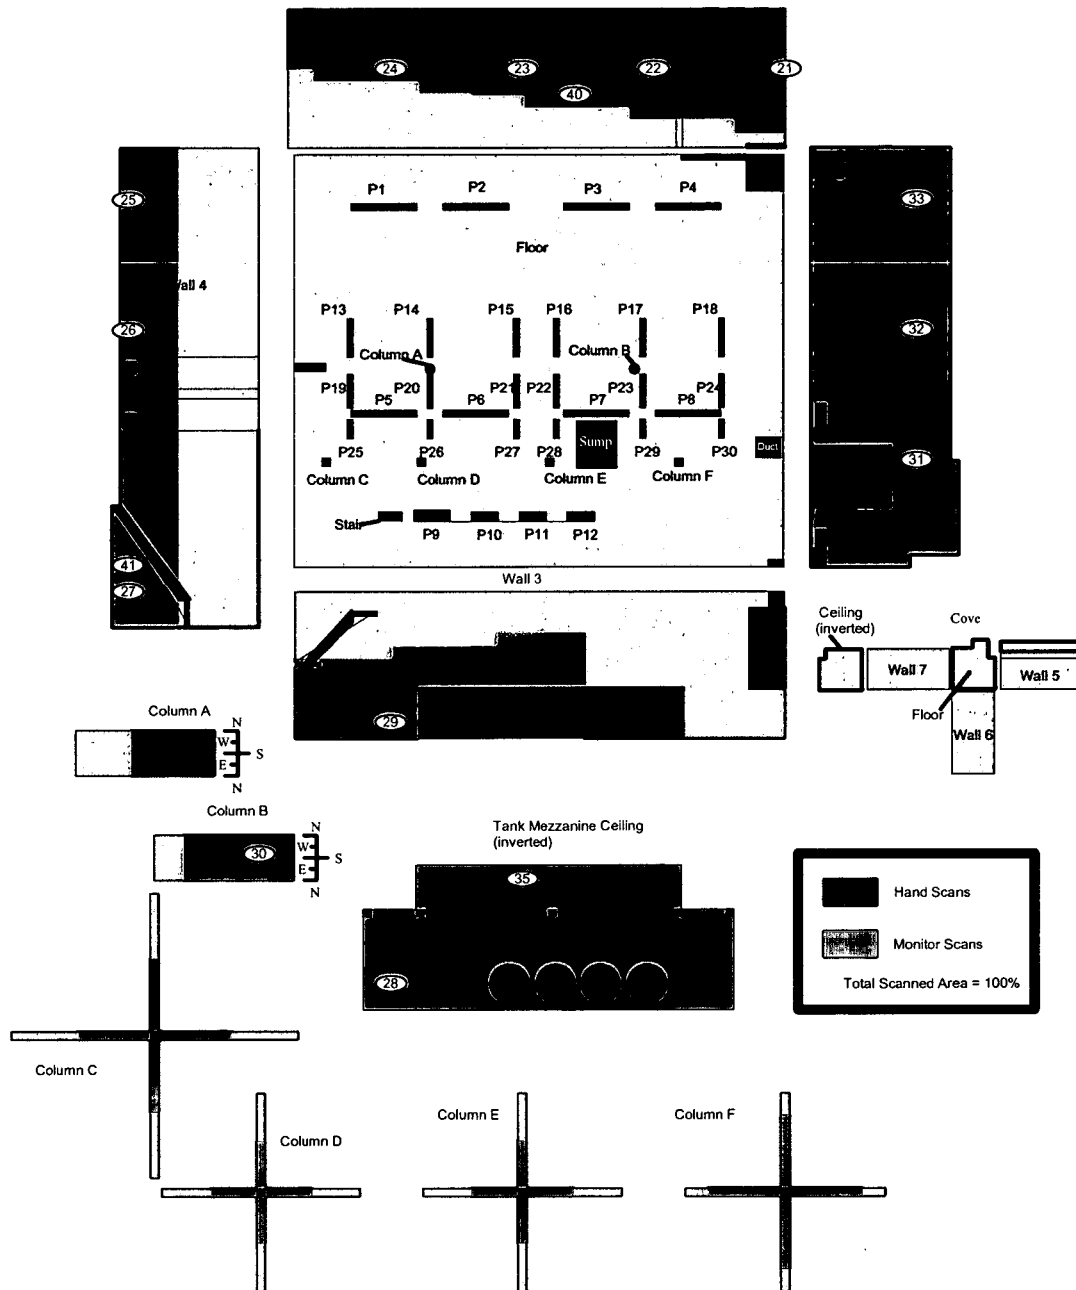 24 23 22 21
40
25
33
P1 P2 P3 P4
Floor
Wall 4
26
32
P13 P14 P15 P16 P17 P18
Column A
Column B
P19 P20 P21 P22 P23 P24
P5 P6 P7 P8
Sump
Duct
P25 P26 P27 P28 P29 P30
31
Column C Column D Column E Column F
Stair
P9 P10 P11 P12
41
27
Wall 3
Ceiling
(inverted)
Cove
Wall 7
Wall 5
Floor
Wall 6
29
Column A
N
W
S
E
N
Column B
N
W
S
E
N
30
Tank Mezzanine Ceiling
(inverted)
35
28
Hand Scans
Monitor Scans
Total Scanned Area = 100%
Column C
Column D
Column E
Column F